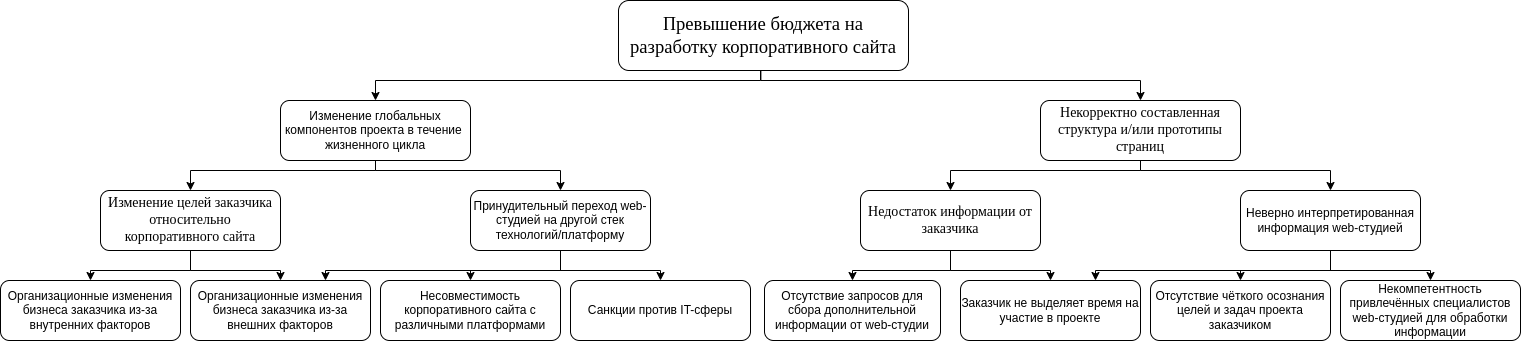 Превышение бюджета на
разработку корпоративного сайта
Изменение глобальных
компонентов проекта в течение
жизненного цикла
Некорректно составленная
структура и/или прототипы
страниц
Изменение целей заказчика
относительно
корпоративного сайта
Принудительный переход web-
студией на другой стек
технологий/платформу
Недостаток информации от
заказчика
Неверно интерпретированная
информация web-студией
Организационные изменения
бизнеса заказчика из-за
внутренних факторов
Организационные изменения
бизнеса заказчика из-за
внешних факторов
Несовместимость
корпоративного сайта с
различными платформами
Санкции против IT-сферы
Отсутствие запросов для
сбора дополнительной
информации от web-студии
Заказчик не выделяет время на
участие в проекте
Отсутствие чёткого осознания
целей и задач проекта
заказчиком
Некомпетентность
привлечённых специалистов
web-студией для обработки
информации